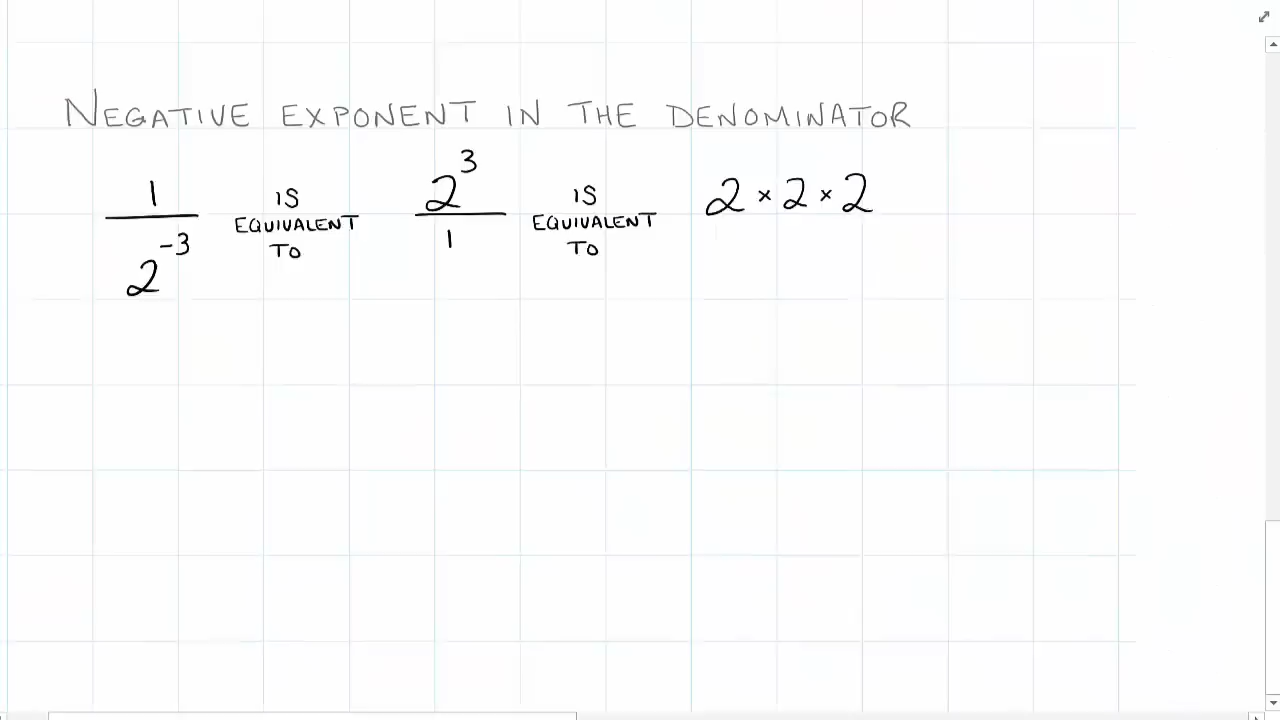 NEGATIVE EXPONENT IN THE DENOMINATOR
1/2^-3 IS EQUIVALENT TO 2^3/1 IS EQUIVALENT TO 2 × 2 × 2